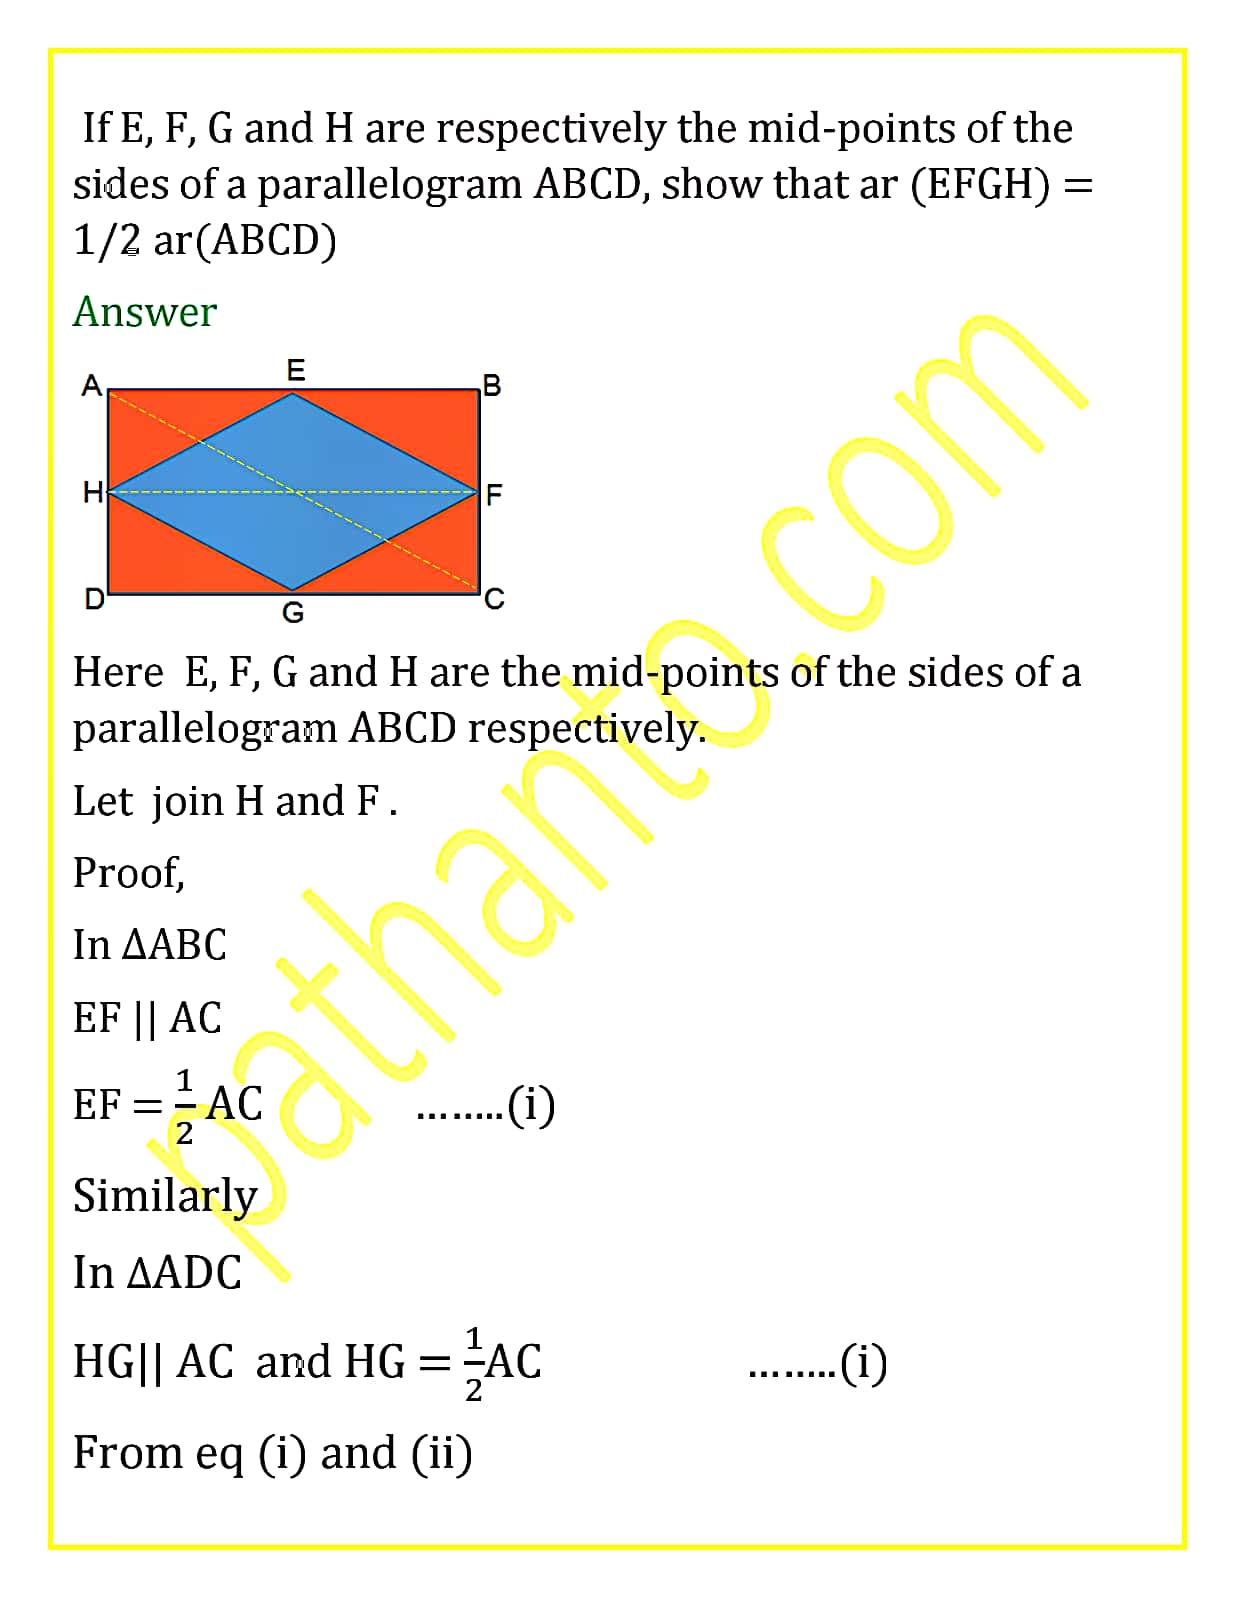 If E, F, G and H are respectively the mid-points of the
sides of a parallelogram ABCD, show that ar (EFGH) =
1/2 ar(ABCD)
Answer
E
A B
H F
D C
G
Here E, F, G and H are the mid-points of the sides of a
parallelogram ABCD respectively.
Let join H and F .
Proof,
In ΔABC
EF || AC
EF = 1/2 AC ........(i)
Similarly
In ΔADC
HG|| AC and HG = 1/2 AC ........(i)
From eq (i) and (ii)
pathanto.com